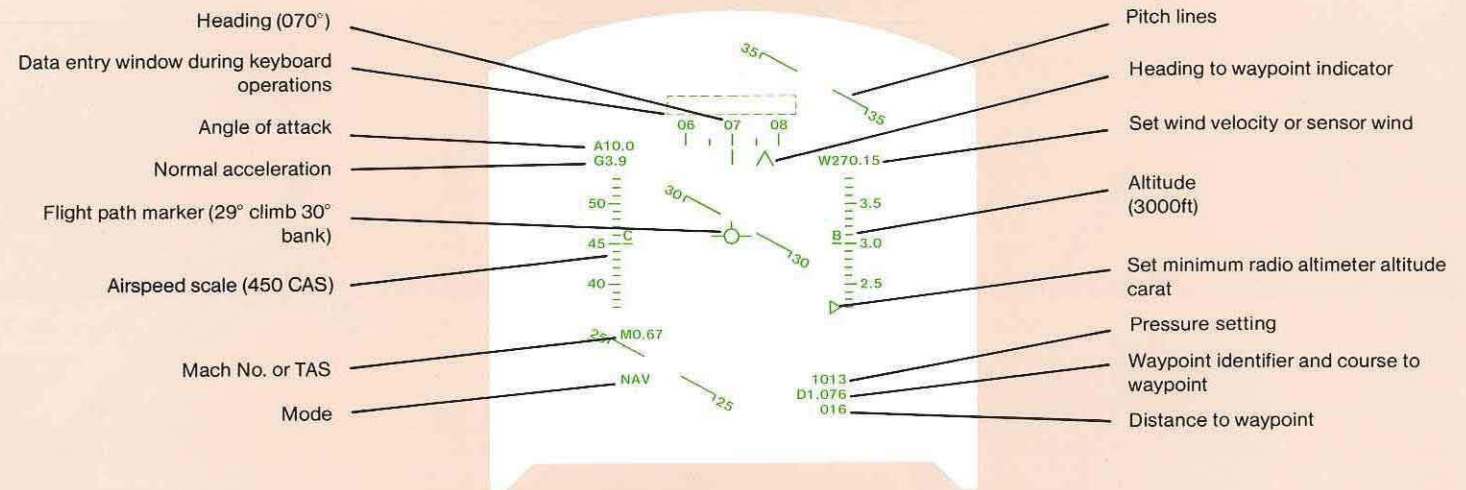 Heading (070°)
Data entry window during keyboard
operations
Angle of attack
Normal acceleration
Flight path marker (29° climb 30°
bank)
Airspeed scale (450 CAS)
Mach No. or TAS
Mode
35
35
06 07 08
A10.0
G3.9
W270.15
30
30
50
C
45
40
3.5
B
3.0
2.5
25
M0.67
NAV
25
1013
D1.076
016
Pitch lines
Heading to waypoint indicator
Set wind velocity or sensor wind
Altitude
(3000ft)
Set minimum radio altimeter altitude
carat
Pressure setting
Waypoint identifier and course to
waypoint
Distance to waypoint